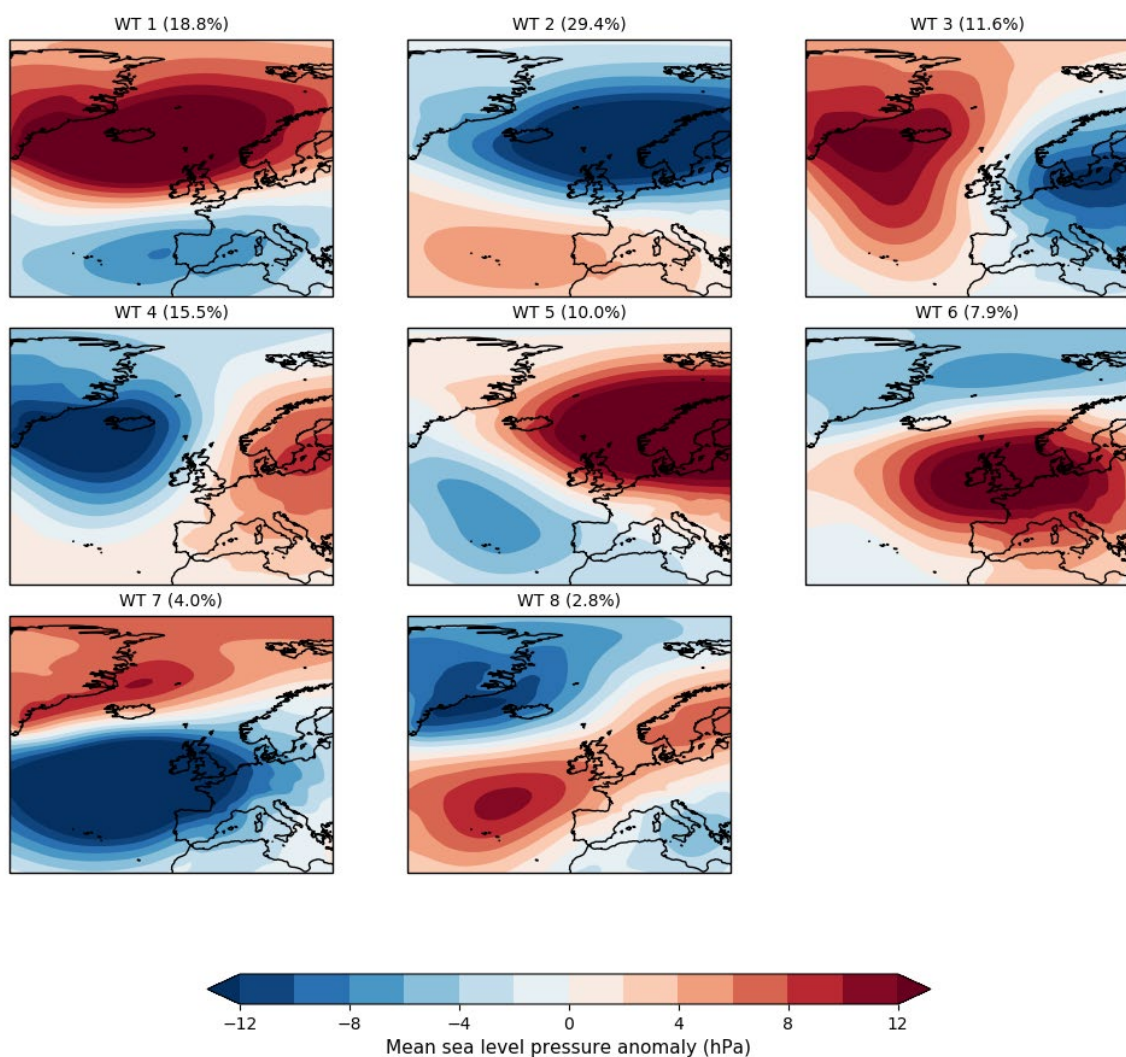 WT 1 (18.8%)
WT 2 (29.4%)
WT 3 (11.6%)
WT 4 (15.5%)
WT 5 (10.0%)
WT 6 (7.9%)
WT 7 (4.0%)
WT 8 (2.8%)
−12 −8 −4 0 4 8 12
Mean sea level pressure anomaly (hPa)